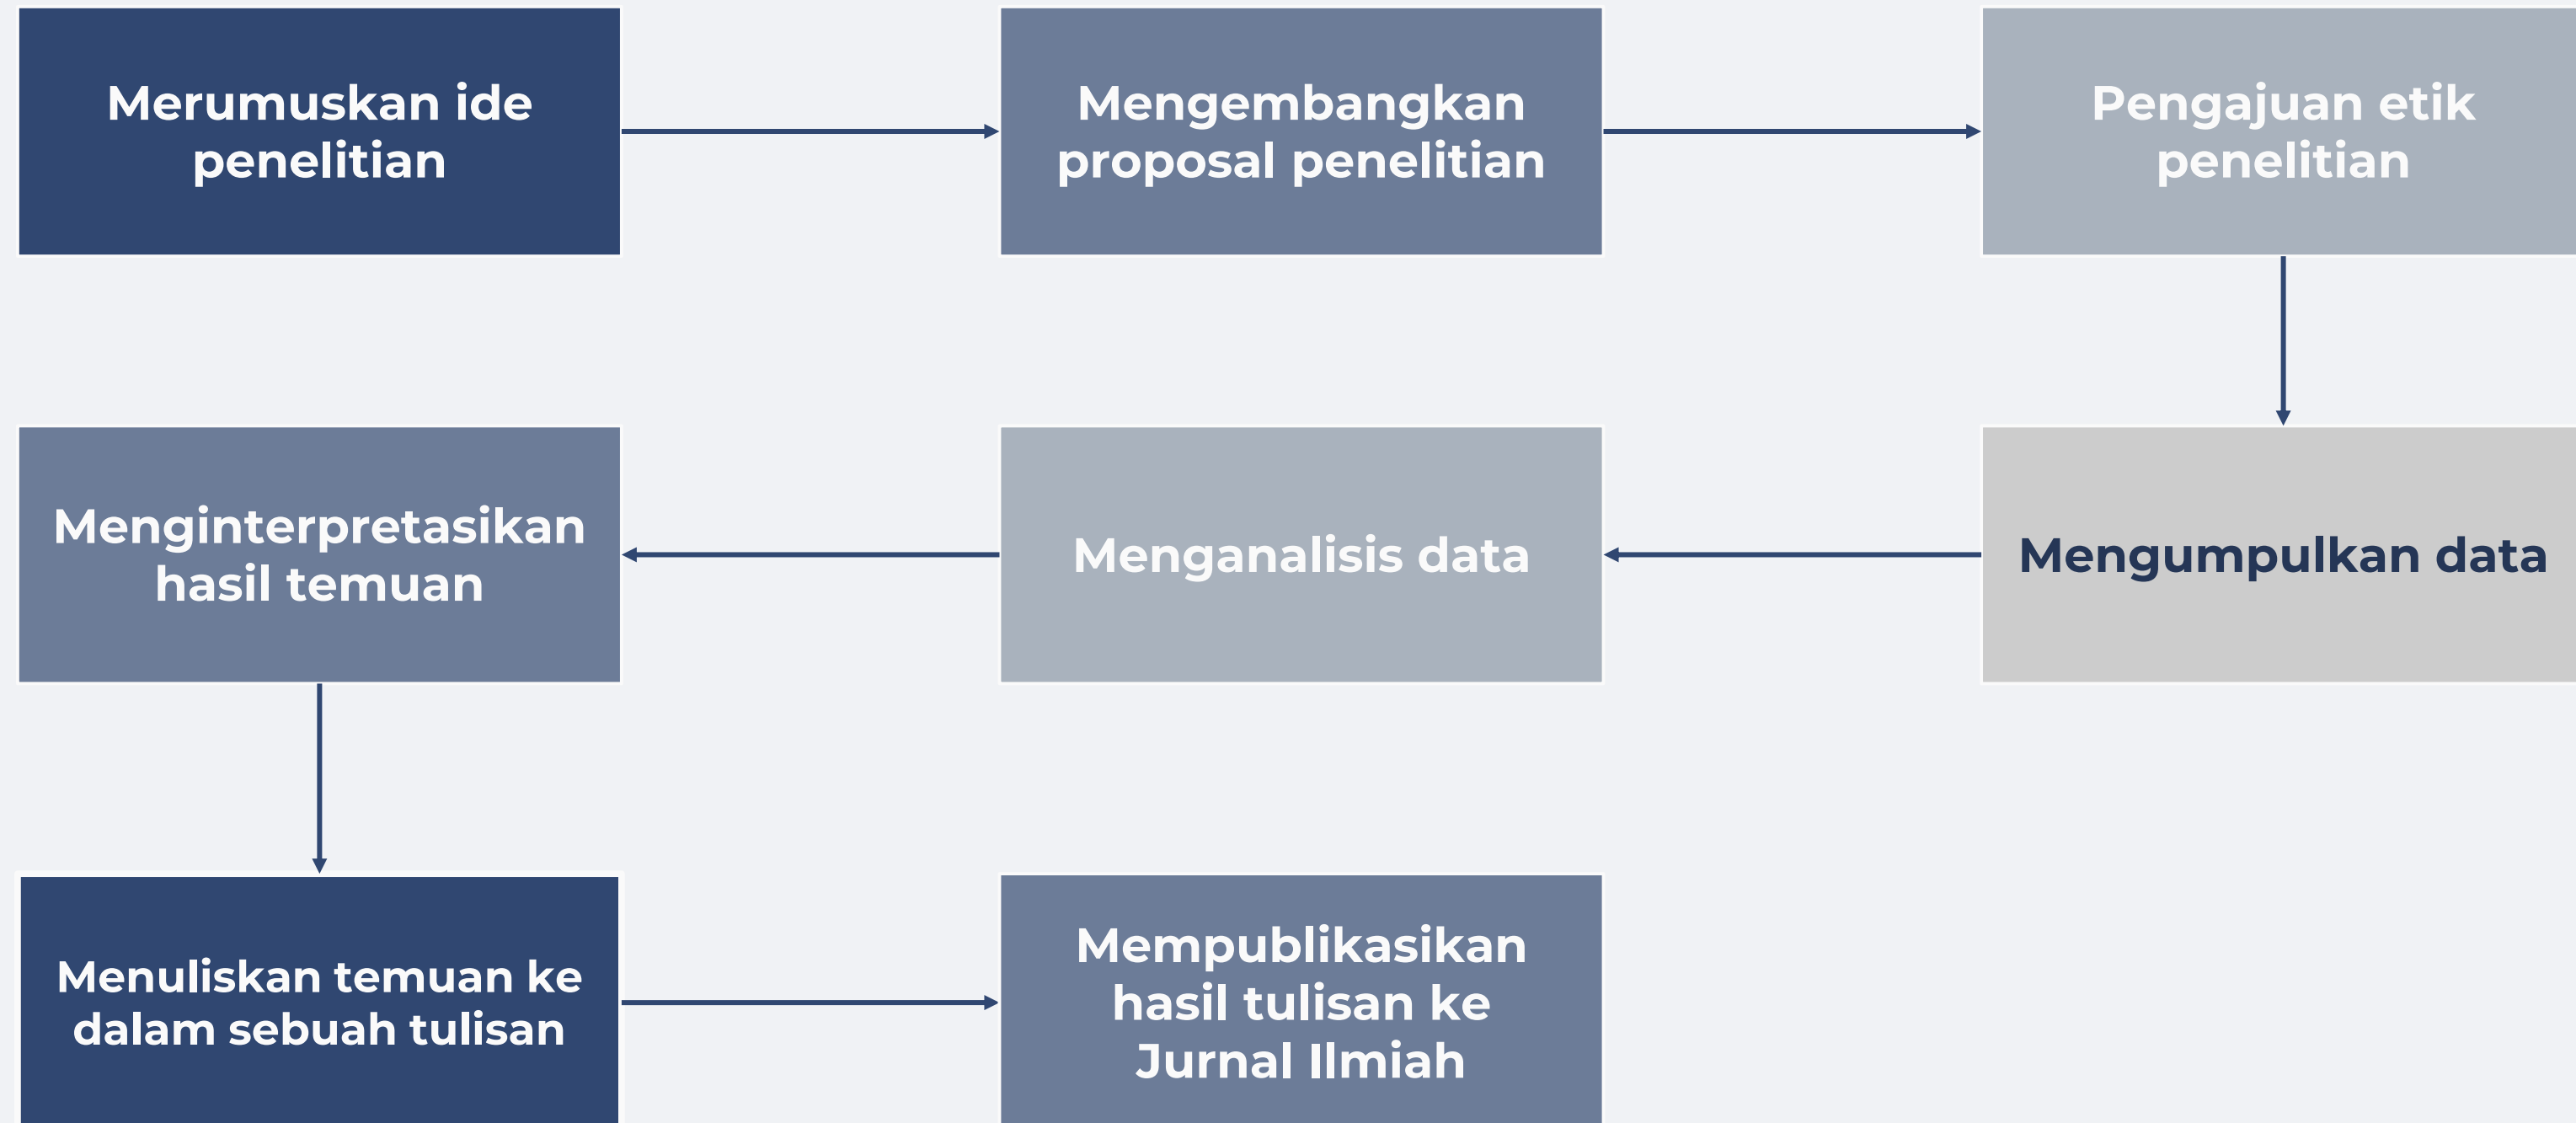 Merumuskan ide
penelitian
Mengembangkan
proposal penelitian
Pengajuan etik
penelitian
Mengumpulkan data
Menganalisis data
Menginterpretasikan
hasil temuan
Menuliskan temuan ke
dalam sebuah tulisan
Mempublikasikan
hasil tulisan ke
Jurnal Ilmiah